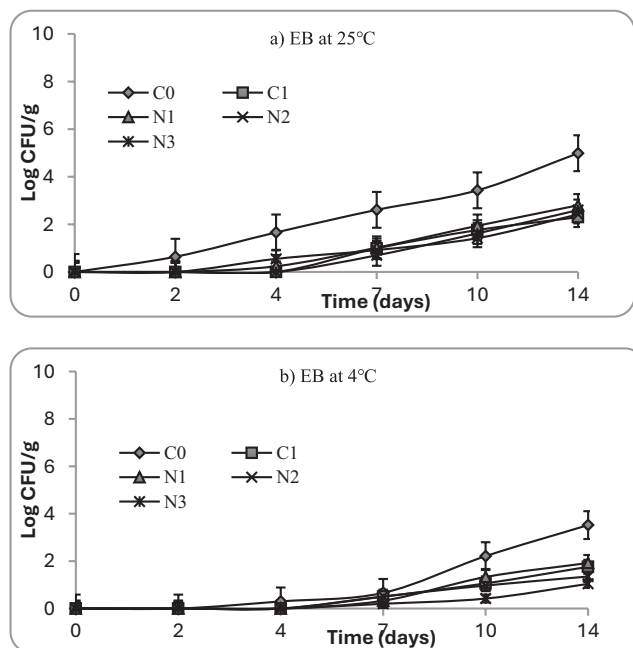 a) EB at 25°C
10
8
6
4
2
0
Log CFU/g
C0 C1
N1 N2
N3
0 2 4 7 10 14
Time (days)
b) EB at 4°C
10
8
6
4
2
0
Log CFU/g
C0 C1
N1 N2
N3
0 2 4 7 10 14
Time (days)